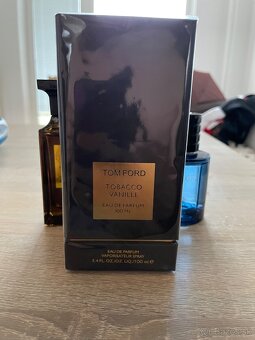 TOM FORD
TOBACCO
VANILLE
EAU DE PARFUM
100 ML
EAU DE PARFUM
VAPORISATEUR SPRAY
3.4 FL.OZ./OZ. LIQ./100 ml ℮